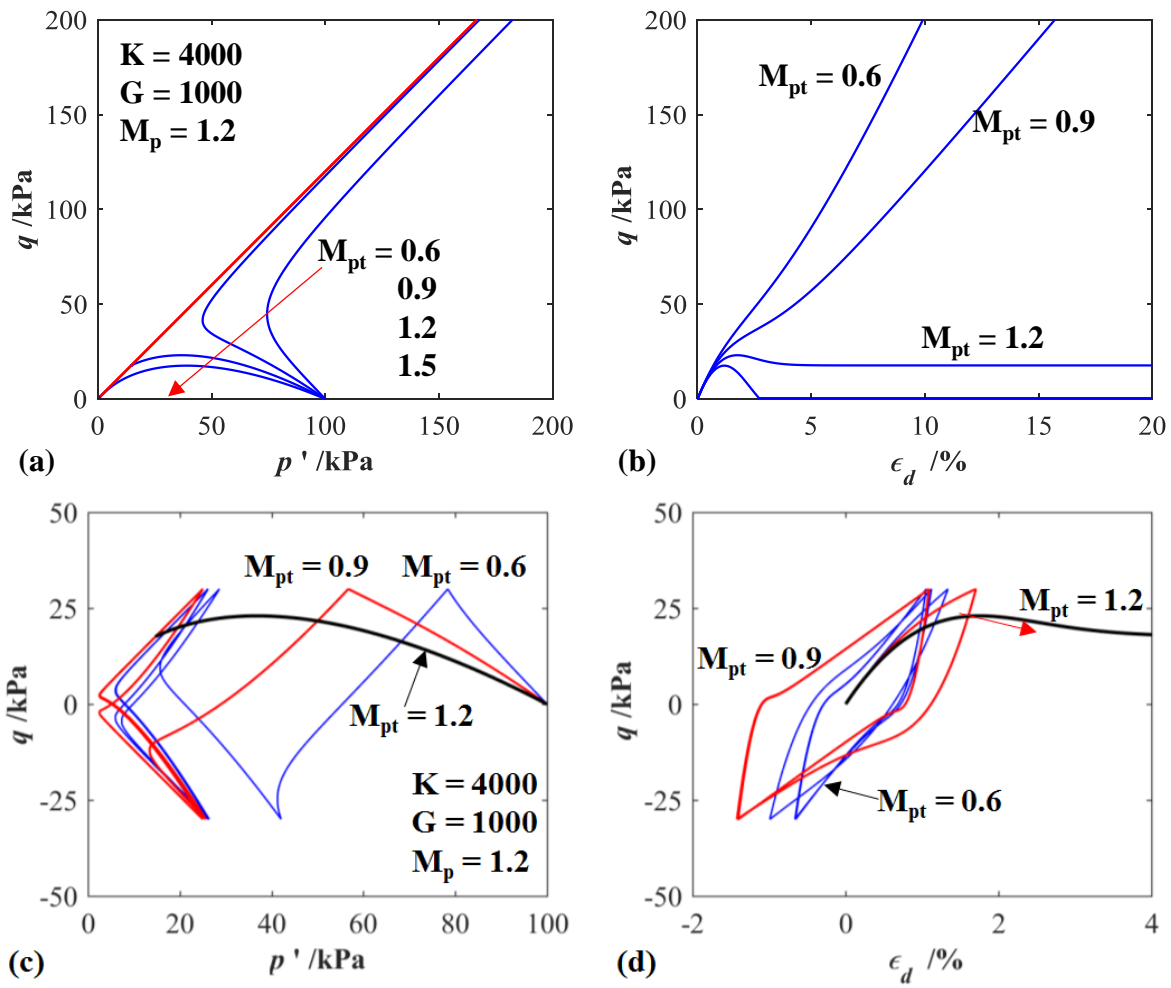 200
150
100
50
0
q /kPa
K = 4000
G = 1000
Mp = 1.2
Mpt = 0.6
0.9
1.2
1.5
0 50 100 150 200
(a)
p ' /kPa
200
150
100
50
0
q /kPa
Mpt = 0.6
Mpt = 0.9
Mpt = 1.2
0 5 10 15 20
(b)
ϵd /%
50
25
0
-25
-50
q /kPa
Mpt = 0.9 Mpt = 0.6
Mpt = 1.2
K = 4000
G = 1000
Mp = 1.2
0 20 40 60 80 100
(c)
p ' /kPa
50
25
0
-25
-50
q /kPa
Mpt = 1.2
Mpt = 0.9
Mpt = 0.6
-2 0 2 4
(d)
ϵd /%